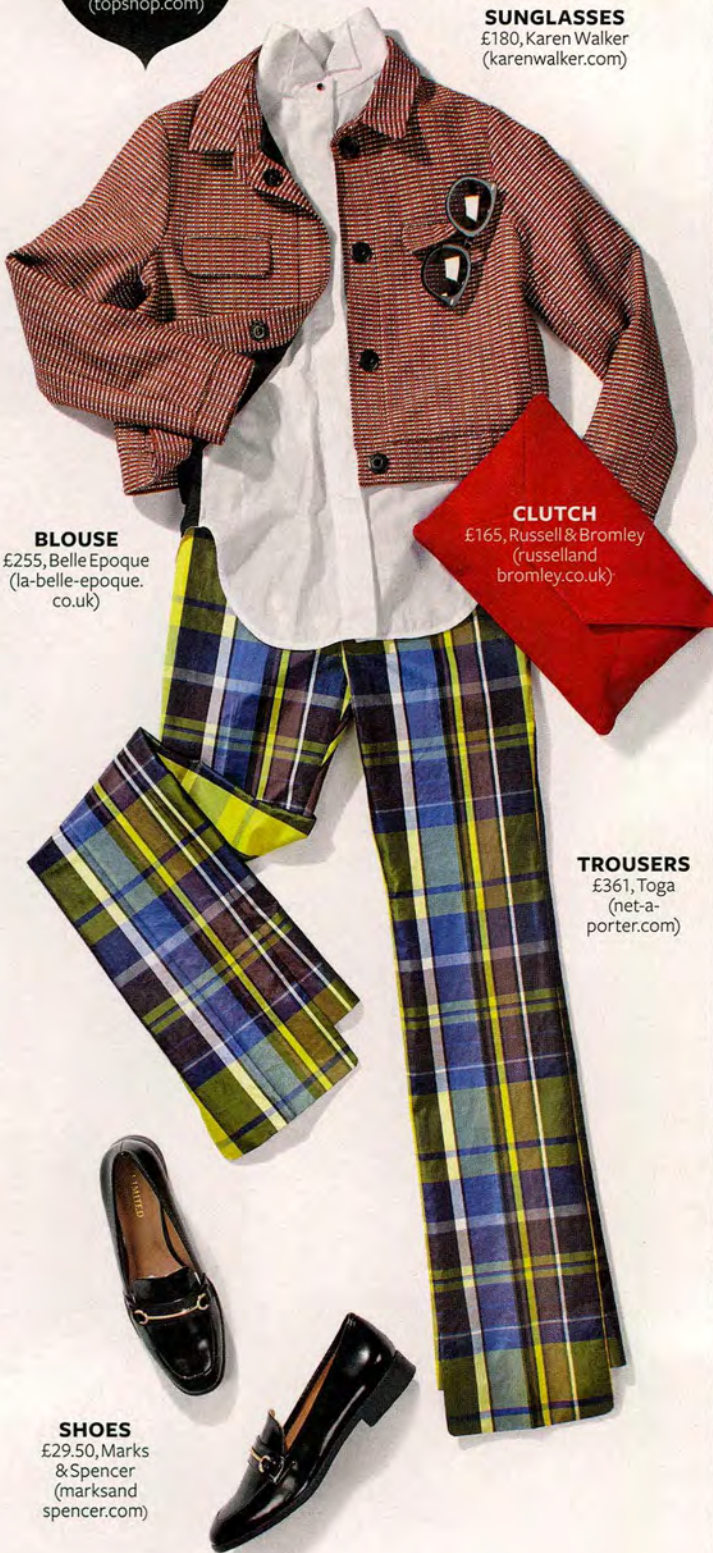 (topshop.com)
SUNGLASSES
£180, Karen Walker
(karenwalker.com)
BLOUSE
£255, Belle Epoque
(la-belle-epoque.
co.uk)
CLUTCH
£165, Russell & Bromley
(russelland
bromley.co.uk)
TROUSERS
£361, Toga
(net-a-
porter.com)
LIMITED
SHOES
£29.50, Marks
& Spencer
(marksand
spencer.com)